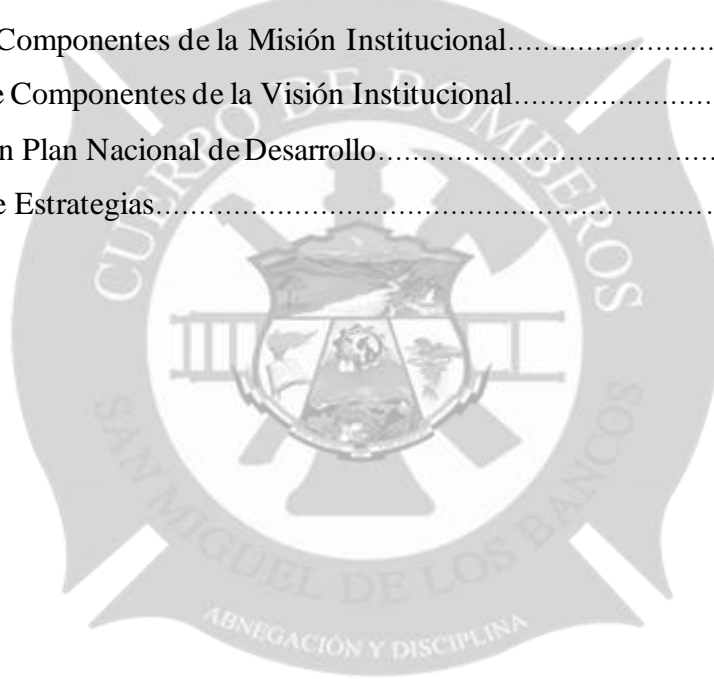 Componentes de la Misión Institucional..........................
e Componentes de la Visión Institucional..........................
n Plan Nacional de Desarrollo..........................................
e Estrategias......................................................................
CUERPO DE BOMBEROS
SAN MIGUEL DE LOS BANCOS
ABNEGACIÓN Y DISCIPLINA